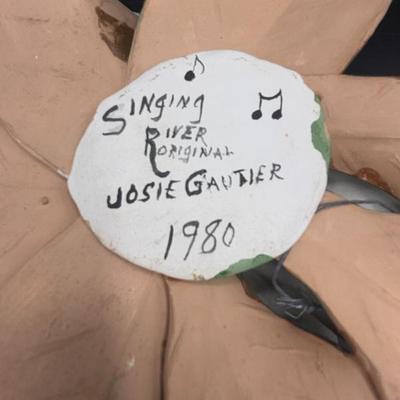 SINGING
RIVER
ORIGINAL
JOSIE GAUTIER
1980